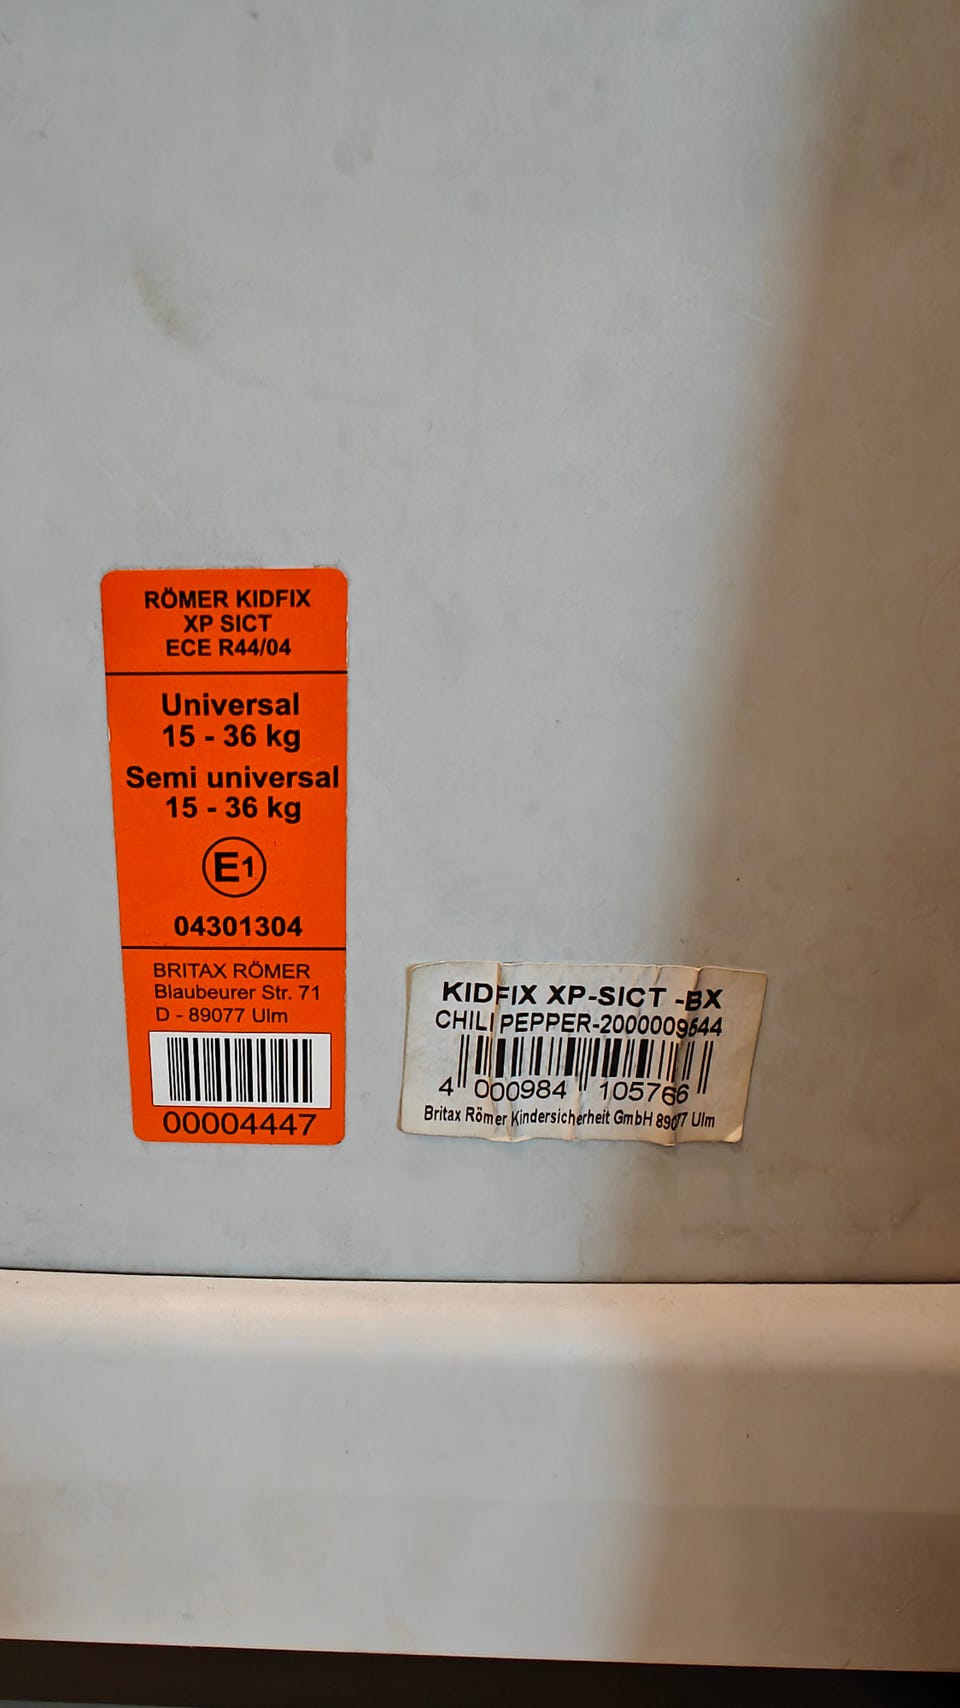 RÖMER KIDFIX
XP SICT
ECE R44/04
Universal
15 - 36 kg
Semi universal
15 - 36 kg
E1
04301304
BRITAX RÖMER
Blaubeurer Str. 71
D - 89077 Ulm
00004447
KIDFIX XP-SICT -BX
CHILI PEPPER-2000009544
4 000984 105766
Britax Römer Kindersicherheit GmbH 89077 Ulm